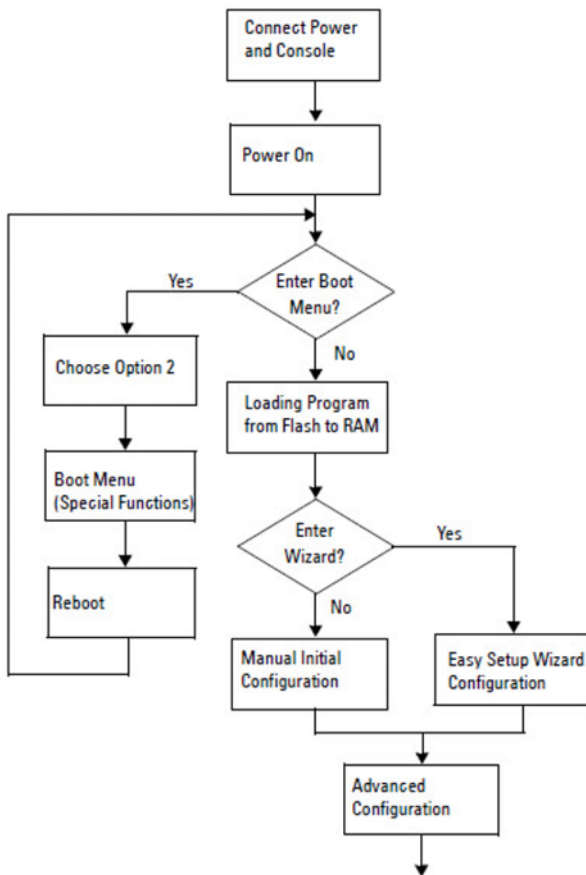 Connect Power
and Console
Power On
Enter Boot
Menu?
Yes
No
Choose Option 2
Loading Program
from Flash to RAM
Boot Menu
(Special Functions)
Enter
Wizard?
Yes
No
Reboot
Manual Initial
Configuration
Easy Setup Wizard
Configuration
Advanced
Configuration